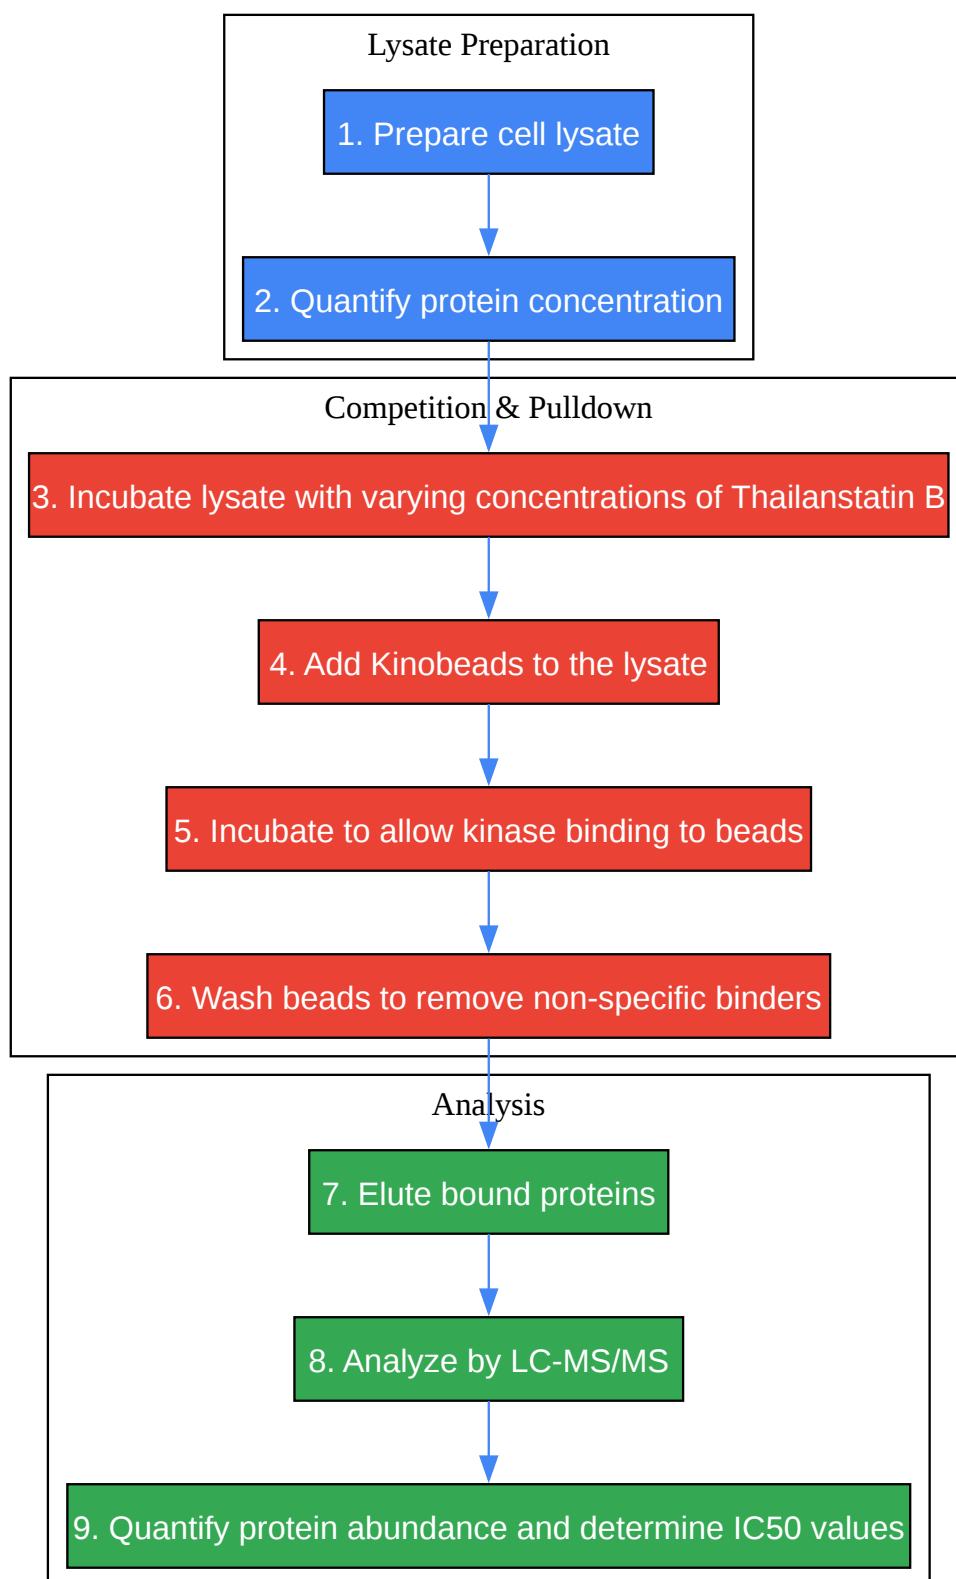 Lysate Preparation
1. Prepare cell lysate
2. Quantify protein concentration
Competition & Pulldown
3. Incubate lysate with varying concentrations of Thailanstatin B
4. Add Kinobeads to the lysate
5. Incubate to allow kinase binding to beads
6. Wash beads to remove non-specific binders
Analysis
7. Elute bound proteins
8. Analyze by LC-MS/MS
9. Quantify protein abundance and determine IC50 values